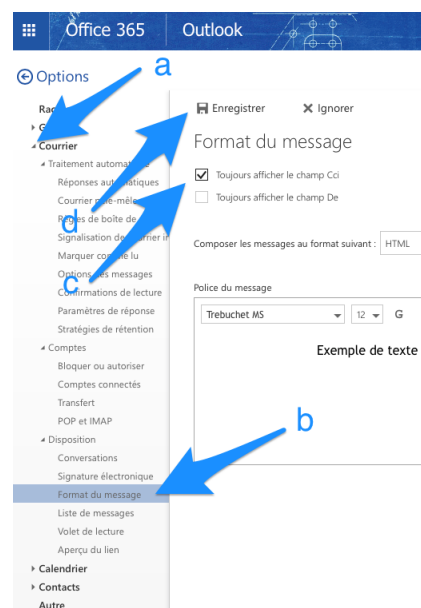 Office 365 Outlook
Options
a
Courrier
Traitement automatique
Réponses automatiques
Courrier pêle-mêle
Règles de boîte de
Signalisation de courrier
Marquer comme lu
Options des messages
Confirmations de lecture
Paramètres de réponse
Stratégies de rétention
Comptes
Bloquer ou autoriser
Comptes connectés
Transfert
POP et IMAP
Disposition
Conversations
Signature électronique
Format du message
Liste de messages
Volet de lecture
Aperçu du lien
Calendrier
Contacts
Autre
d
c
b
Enregistrer Ignorer
Format du message
Toujours afficher le champ Cci
Toujours afficher le champ De
Composer les messages au format suivant : HTML
Police du message
Trebuchet MS 12 G
Exemple de texte